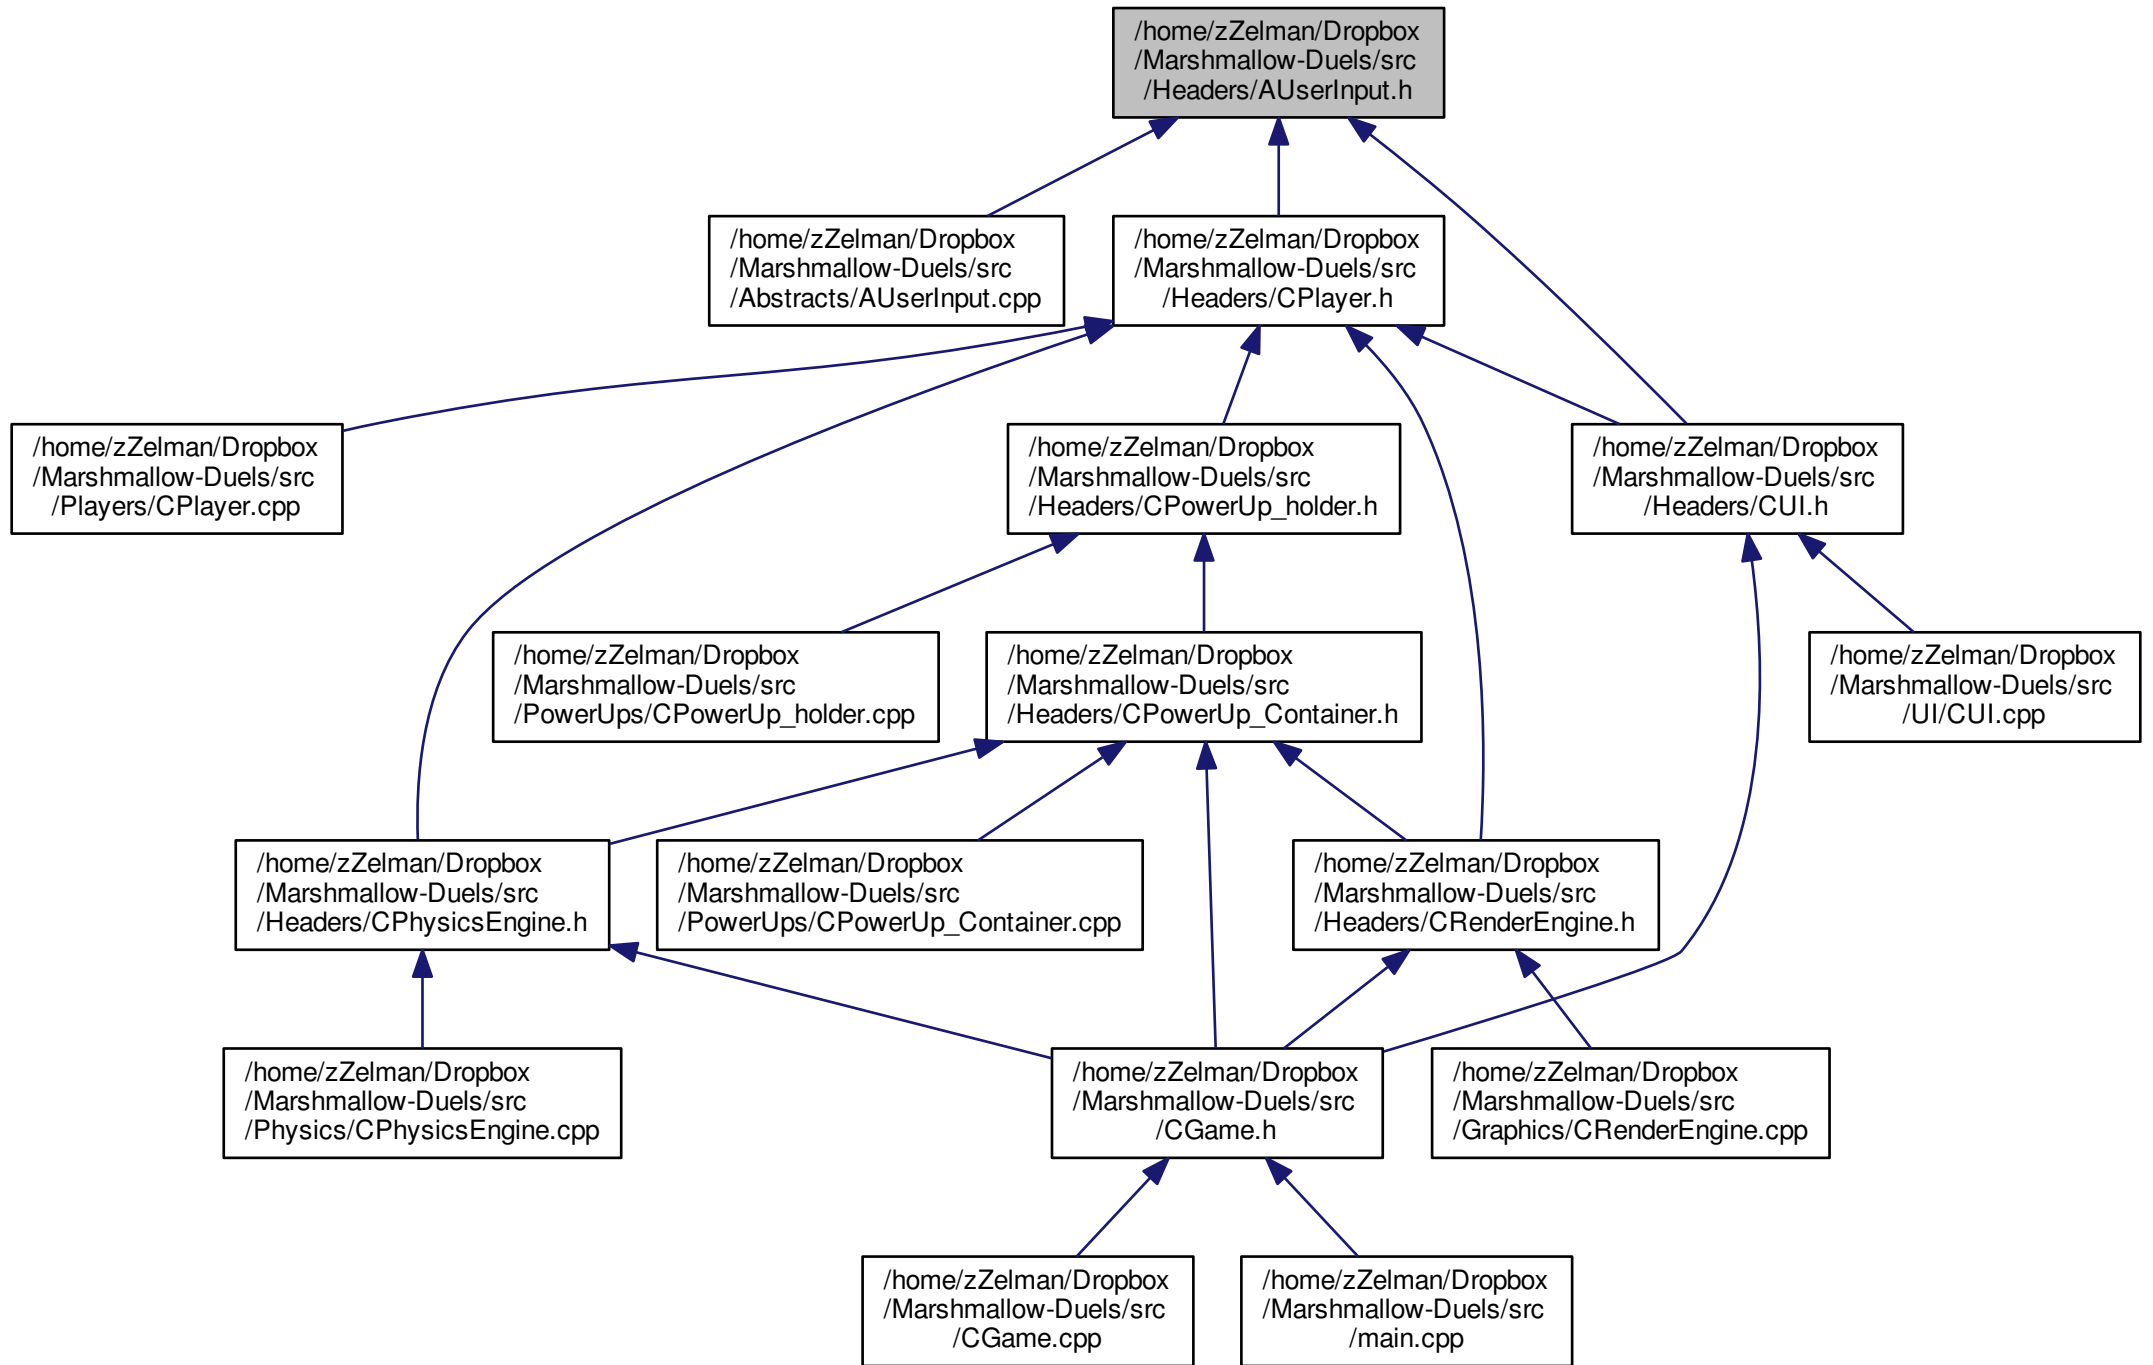 /home/zZelman/Dropbox
/Marshmallow-Duels/src
/Headers/AUserInput.h
/home/zZelman/Dropbox
/Marshmallow-Duels/src
/Abstracts/AUserInput.cpp
/home/zZelman/Dropbox
/Marshmallow-Duels/src
/Headers/CPlayer.h
/home/zZelman/Dropbox
/Marshmallow-Duels/src
/Players/CPlayer.cpp
/home/zZelman/Dropbox
/Marshmallow-Duels/src
/Headers/CPowerUp_holder.h
/home/zZelman/Dropbox
/Marshmallow-Duels/src
/Headers/CUI.h
/home/zZelman/Dropbox
/Marshmallow-Duels/src
/PowerUps/CPowerUp_holder.cpp
/home/zZelman/Dropbox
/Marshmallow-Duels/src
/Headers/CPowerUp_Container.h
/home/zZelman/Dropbox
/Marshmallow-Duels/src
/UI/CUI.cpp
/home/zZelman/Dropbox
/Marshmallow-Duels/src
/Headers/CPhysicsEngine.h
/home/zZelman/Dropbox
/Marshmallow-Duels/src
/PowerUps/CPowerUp_Container.cpp
/home/zZelman/Dropbox
/Marshmallow-Duels/src
/Headers/CRenderEngine.h
/home/zZelman/Dropbox
/Marshmallow-Duels/src
/Physics/CPhysicsEngine.cpp
/home/zZelman/Dropbox
/Marshmallow-Duels/src
/CGame.h
/home/zZelman/Dropbox
/Marshmallow-Duels/src
/Graphics/CRenderEngine.cpp
/home/zZelman/Dropbox
/Marshmallow-Duels/src
/CGame.cpp
/home/zZelman/Dropbox
/Marshmallow-Duels/src
/main.cpp